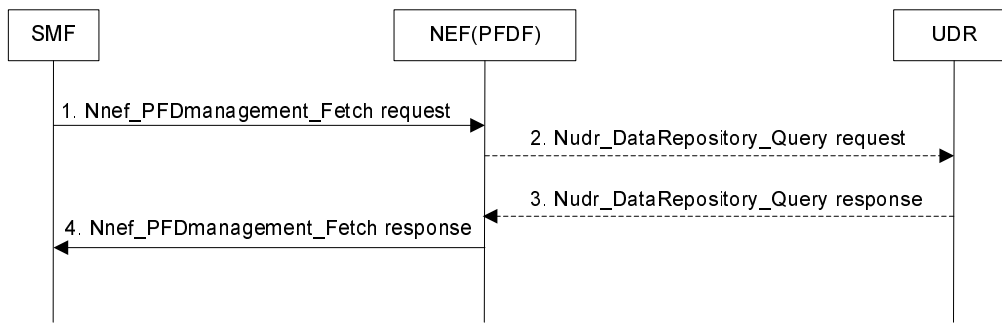 SMF
NEF(PFDF)
UDR
1. Nnef_PFDmanagement_Fetch request
2. Nudr_DataRepository_Query request
3. Nudr_DataRepository_Query response
4. Nnef_PFDmanagement_Fetch response